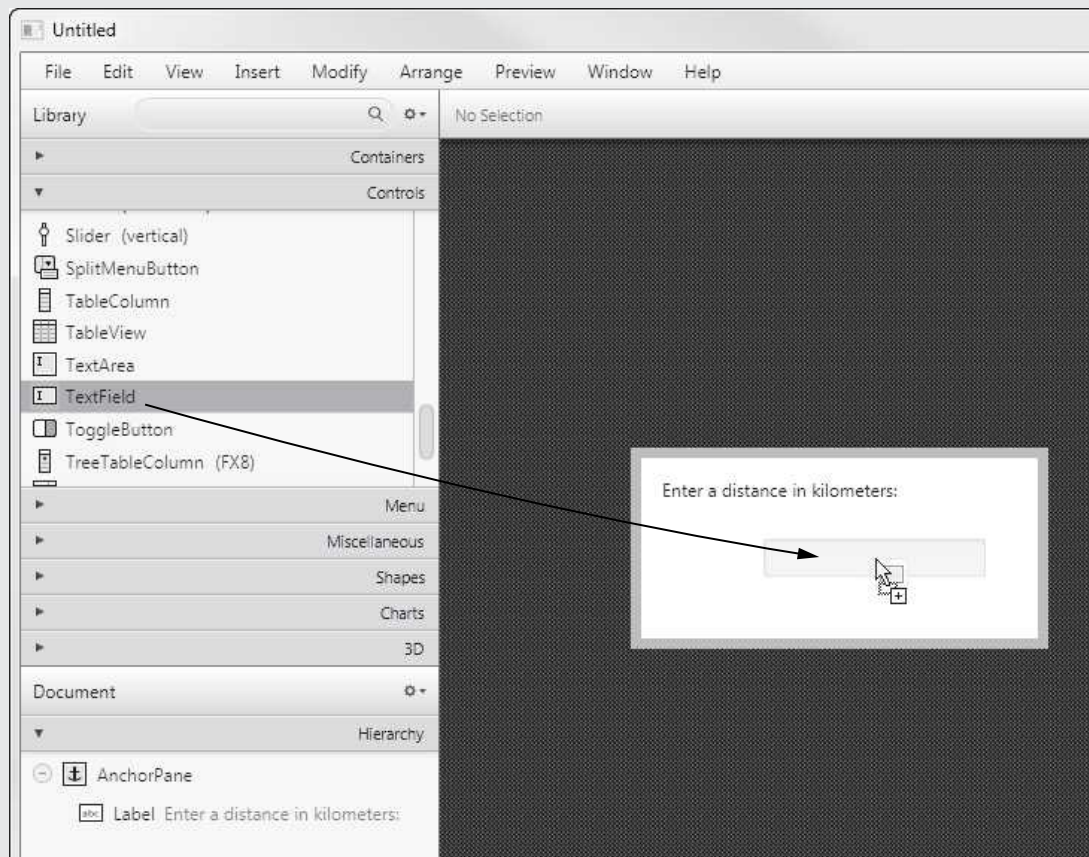 Untitled
File Edit View Insert Modify Arrange Preview Window Help
Library
No Selection
Containers
Controls
Slider (vertical)
SplitMenuButton
TableColumn
TableView
TextArea
TextField
ToggleButton
TreeTableColumn (FX8)
Menu
Miscellaneous
Shapes
Charts
3D
Document
Hierarchy
AnchorPane
abc Label Enter a distance in kilometers:
Enter a distance in kilometers: